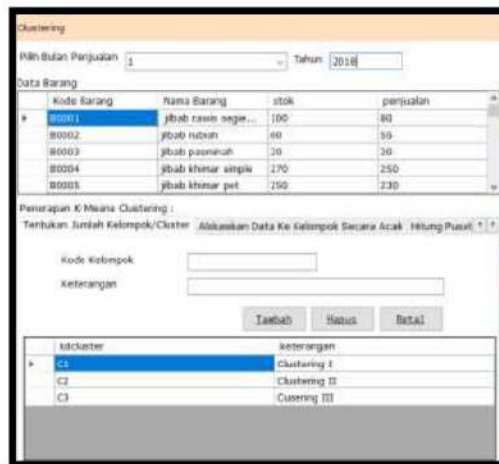 Clustering
Pilih Bulan Penjualan 1 Tahun 2018
Data Barang
Kode Barang Nama Barang stok penjualan
B0001 jilbab rawis segie... 100 80
B0002 jilbab rubiah 60 55
B0003 jilbab pasminah 20 20
B0004 jilbab khimar simple 270 250
B0005 jilbab khimar pet 250 230
Penerapan K-Means Clustering :
Tentukan Jumlah Kelompok/Cluster Alokasikan Data Ke Kelompok Secara Acak Hitung Pusat
Kode Kelompok
Keterangan
Tambah Hapus Batal
kdcluster keterangan
C1 Clustering I
C2 Clustering II
C3 Cusering III